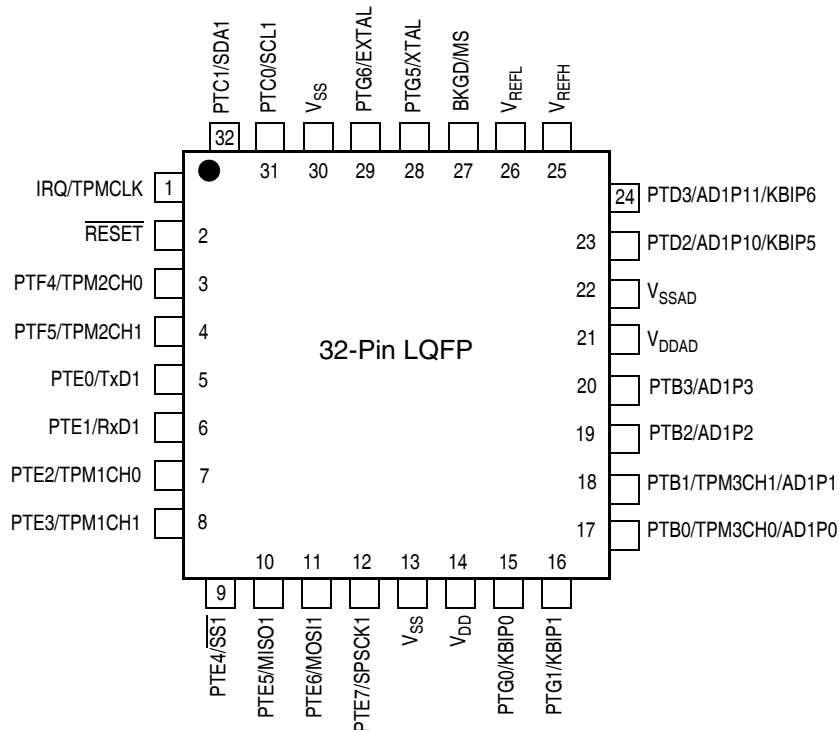 PTC1/SDA1
PTC0/SCL1
VSS
PTG6/EXTAL
PTG5/XTAL
BKGD/MS
VREFL
VREFH
32
31
30
29
28
27
26
25
IRQ/TPMCLK
1
RESET
2
PTF4/TPM2CH0
3
PTF5/TPM2CH1
4
PTE0/TxD1
5
PTE1/RxD1
6
PTE2/TPM1CH0
7
PTE3/TPM1CH1
8
32-Pin LQFP
24
PTD3/AD1P11/KBIP6
23
PTD2/AD1P10/KBIP5
22
VSSAD
21
VDDAD
20
PTB3/AD1P3
19
PTB2/AD1P2
18
PTB1/TPM3CH1/AD1P1
17
PTB0/TPM3CH0/AD1P0
9
10
11
12
13
14
15
16
PTE4/SS1
PTE5/MISO1
PTE6/MOSI1
PTE7/SPSCK1
VSS
VDD
PTG0/KBIP0
PTG1/KBIP1